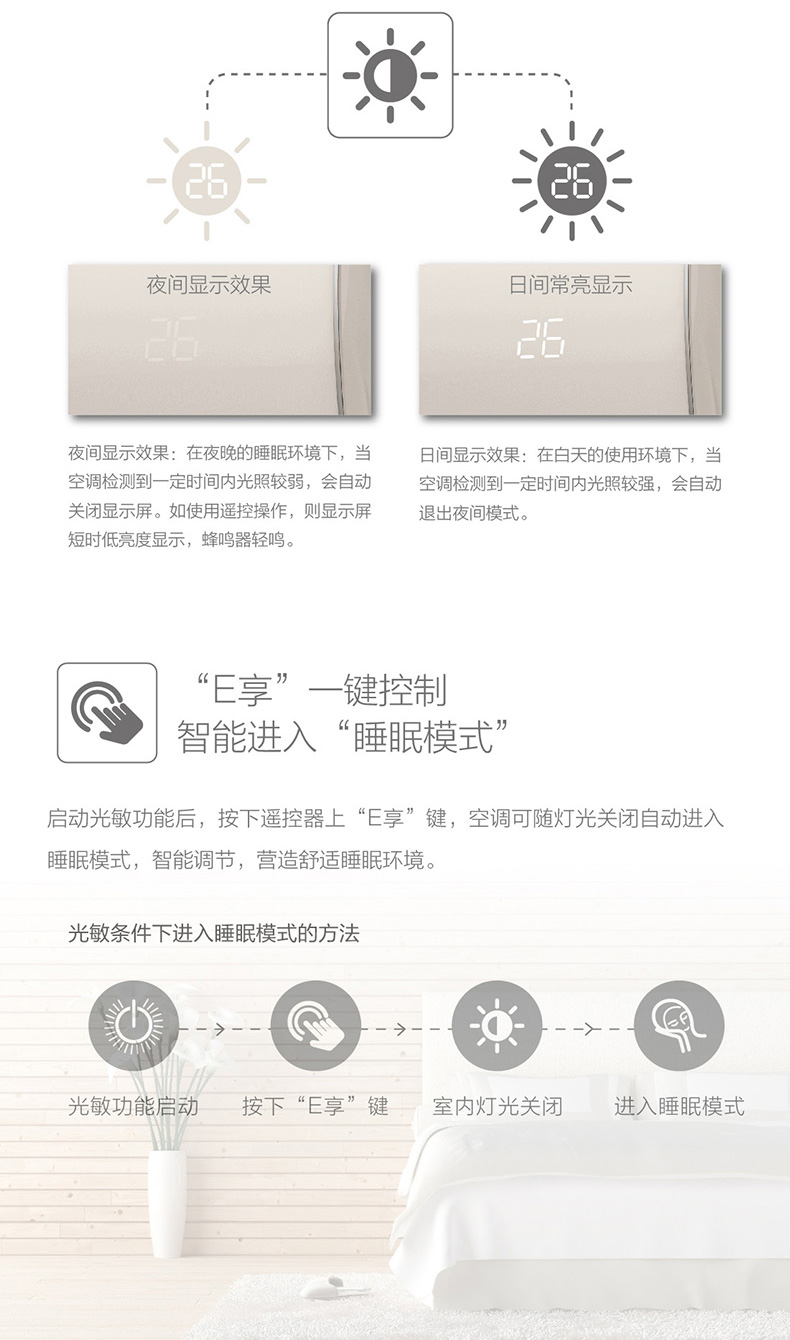 26
26
夜间显示效果
26
日间常亮显示
26
夜间显示效果：在夜晚的睡眠环境下，当
空调检测到一定时间内光照较弱，会自动
关闭显示屏。如使用遥控操作，则显示屏
短时低亮度显示，蜂鸣器轻鸣。
日间显示效果：在白天的使用环境下，当
空调检测到一定时间内光照较强，会自动
退出夜间模式。
“E享”一键控制
智能进入“睡眠模式”
启动光敏功能后，按下遥控器上“E享”键，空调可随灯光关闭自动进入
睡眠模式，智能调节，营造舒适睡眠环境。
光敏条件下进入睡眠模式的方法
光敏功能启动
按下“E享”键
室内灯光关闭
进入睡眠模式